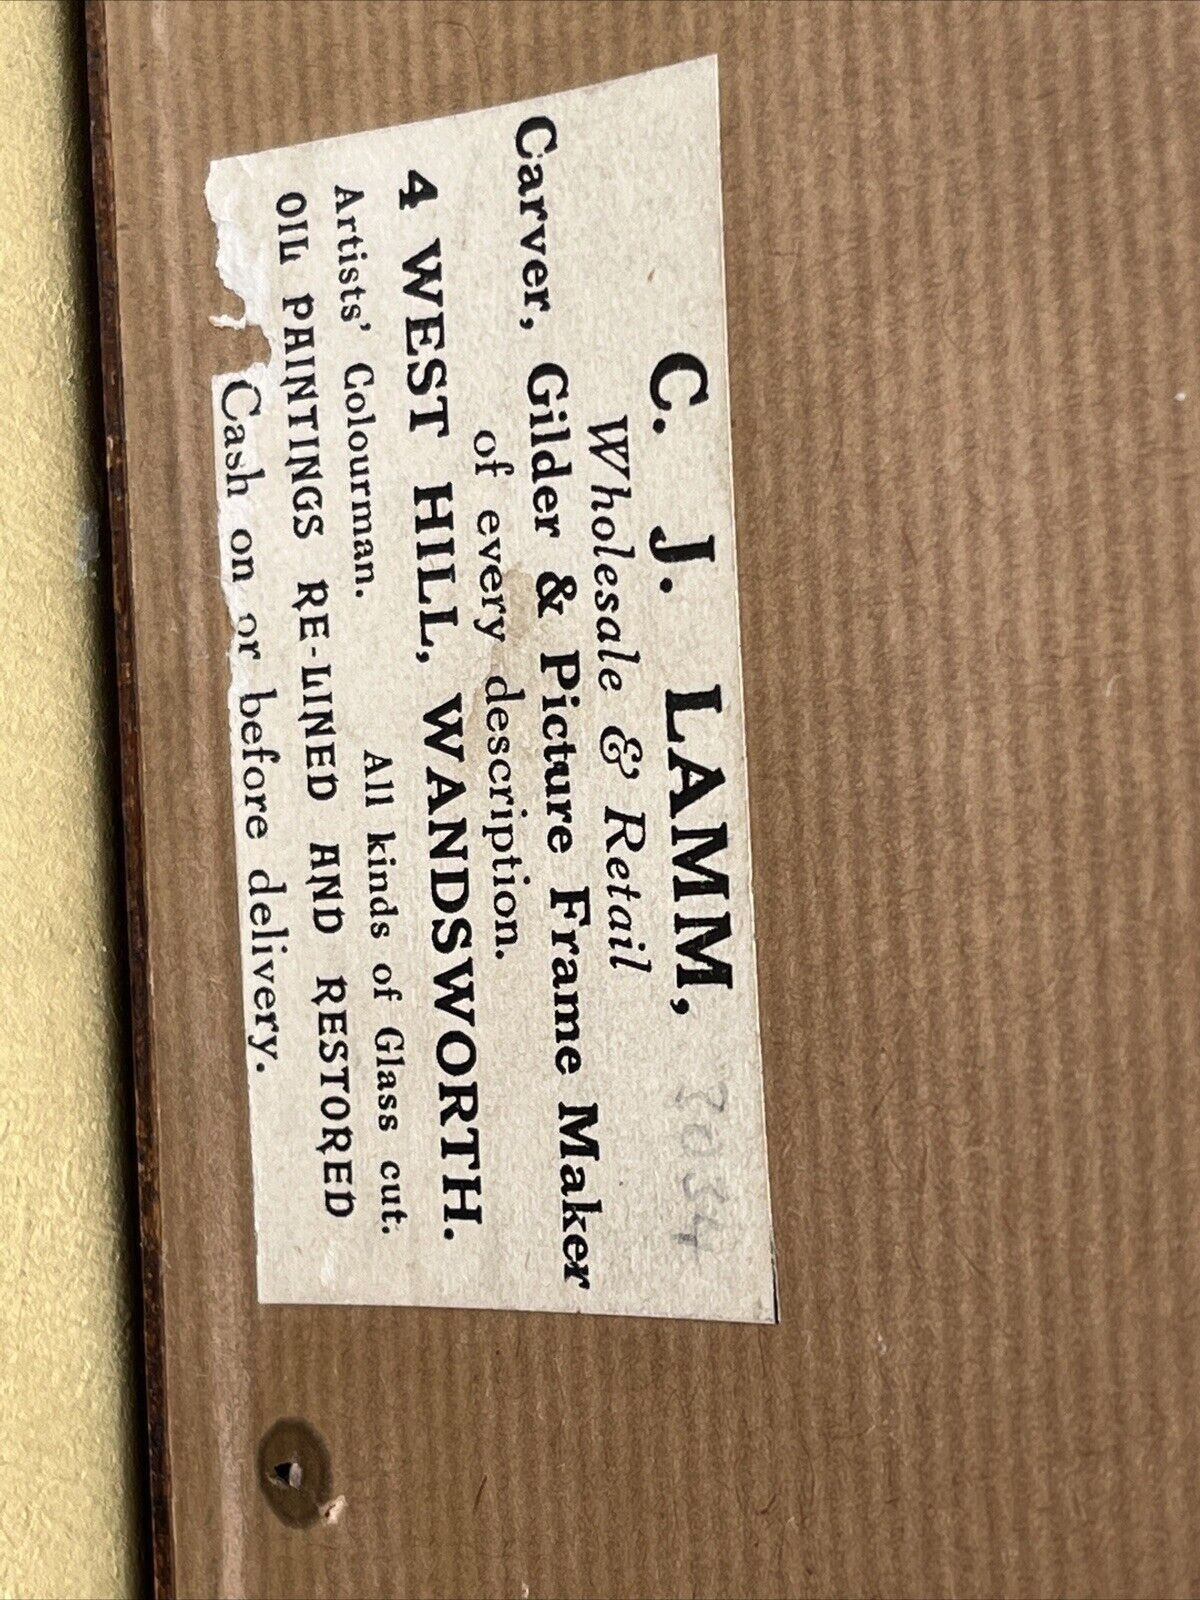 C. J. LAMM,
Wholesale & Retail
Carver, Gilder & Picture Frame Maker
of every description.
4 WEST HILL, WANDSWORTH.
Artists' Colourman. All kinds of Glass cut.
OIL PAINTINGS RE-LINED AND RESTORED
Cash on or before delivery.